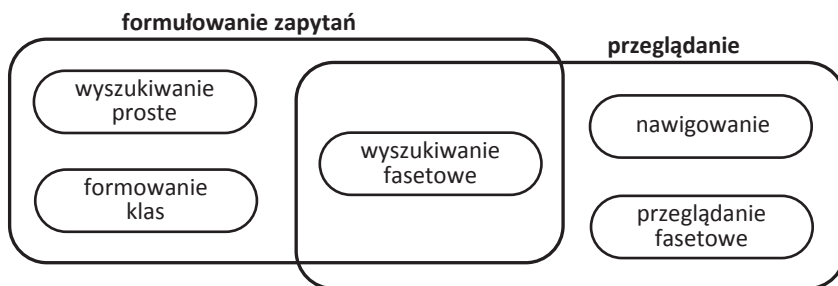 formułowanie zapytań
przeglądanie
wyszukiwanie
proste
formowanie
klas
wyszukiwanie
fasetowe
nawigowanie
przeglądanie
fasetowe